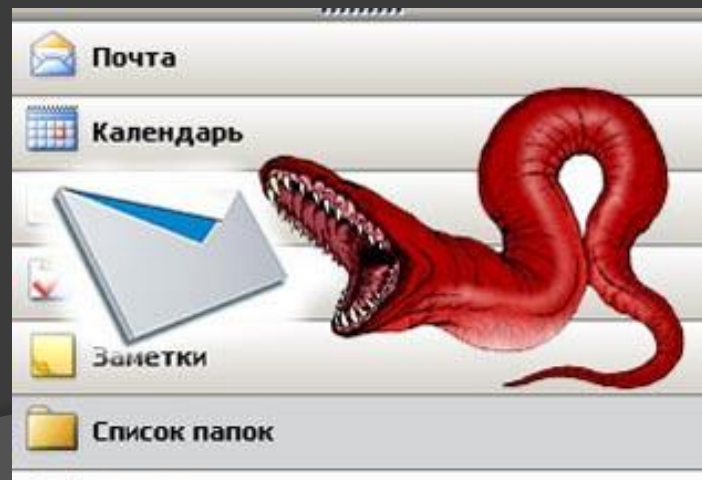 Почта
Календарь
Заметки
Список папок